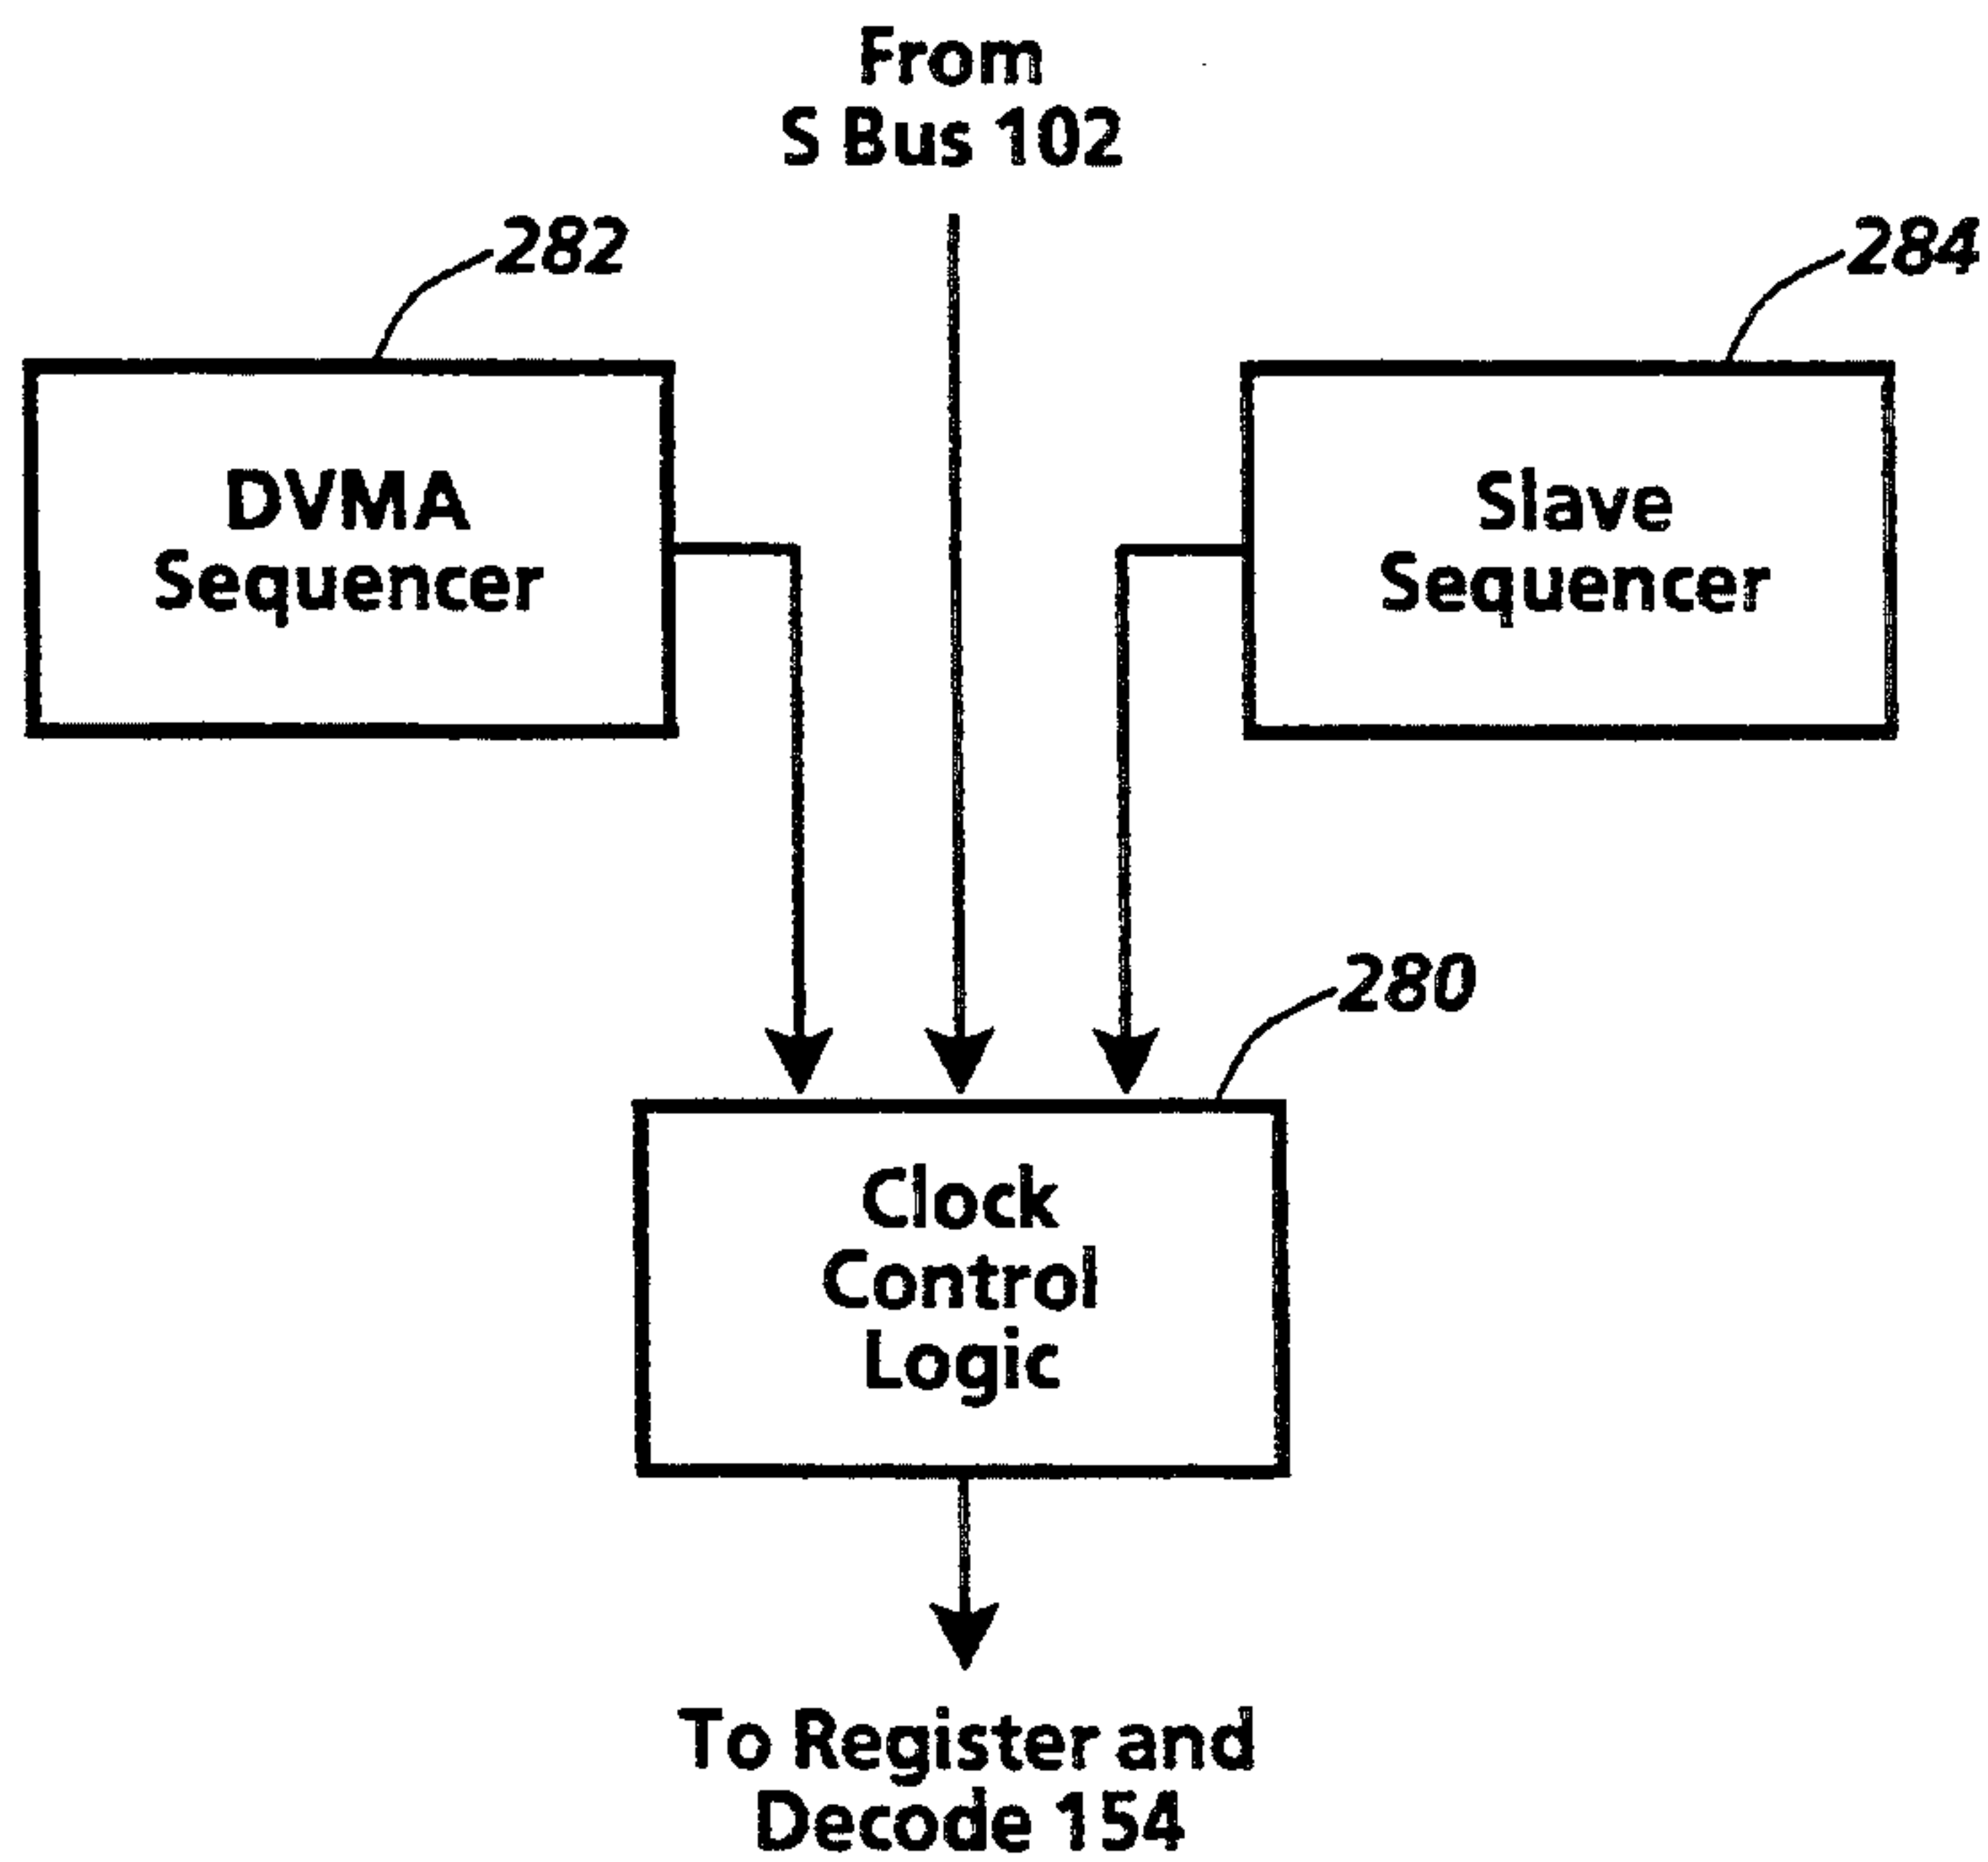 From
S Bus 102
282
284
DVMA
Sequencer
Slave
Sequencer
280
Clock
Control
Logic
To Register and
Decode 154